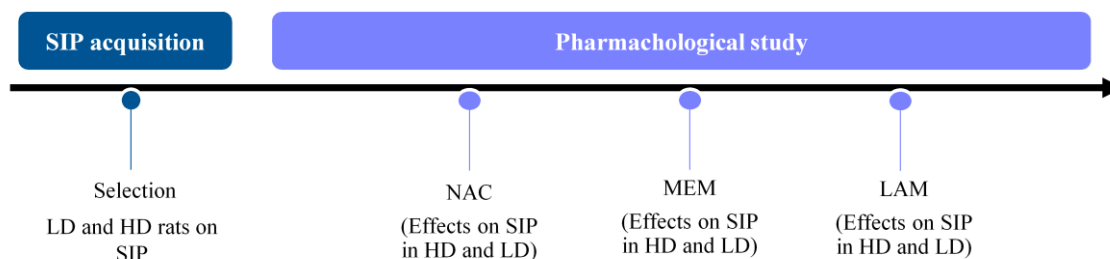 SIP acquisition
Pharmachological study
Selection
LD and HD rats on
SIP
NAC
(Effects on SIP
in HD and LD)
MEM
(Effects on SIP
in HD and LD)
LAM
(Effects on SIP
in HD and LD)